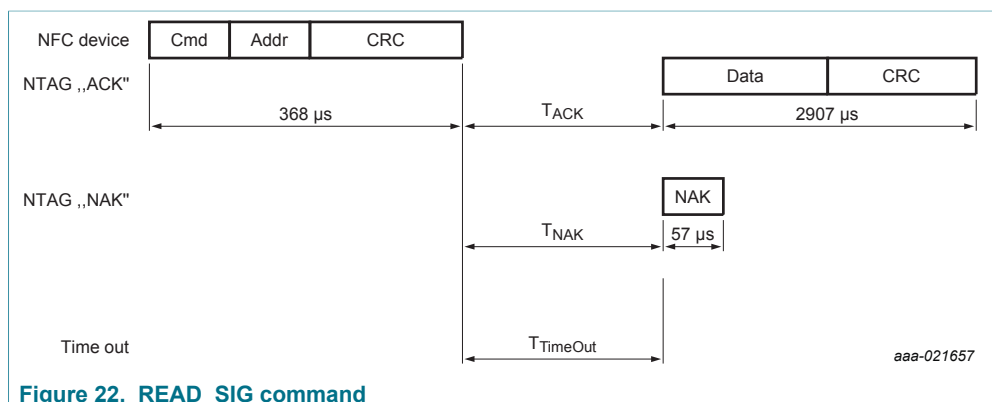 NFC device Cmd Addr CRC
NTAG ,,ACK" Data CRC
368 µs TACK 2907 µs
NTAG ,,NAK" NAK
TNAK 57 µs
Time out TTimeOut
aaa-021657
Figure 22. READ_SIG command